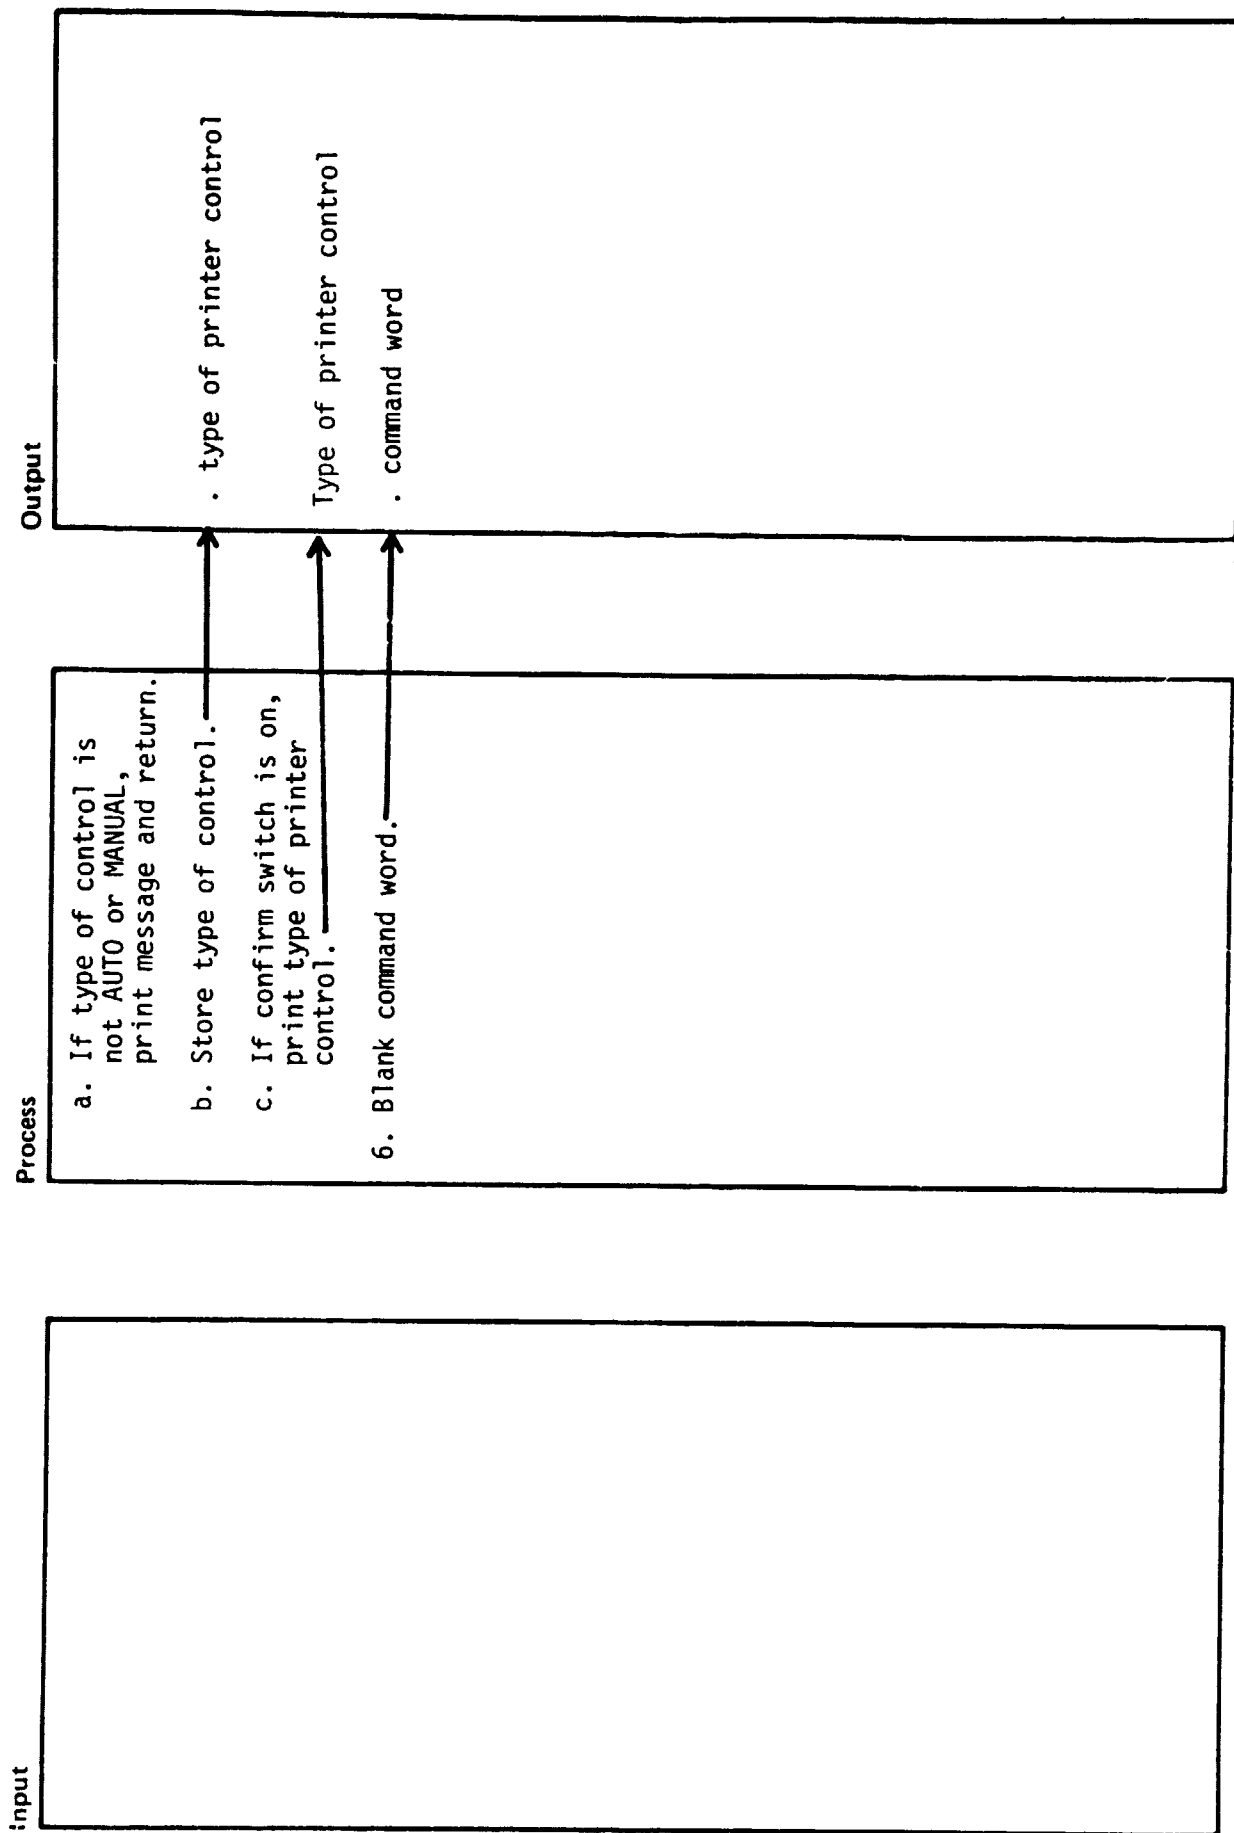 Input
Process
a. If type of control is
not AUTO or MANUAL,
print message and return.
b. Store type of control.
c. If confirm switch is on,
print type of printer
control.
6. Blank command word.
Output
. type of printer control
Type of printer control
. command word